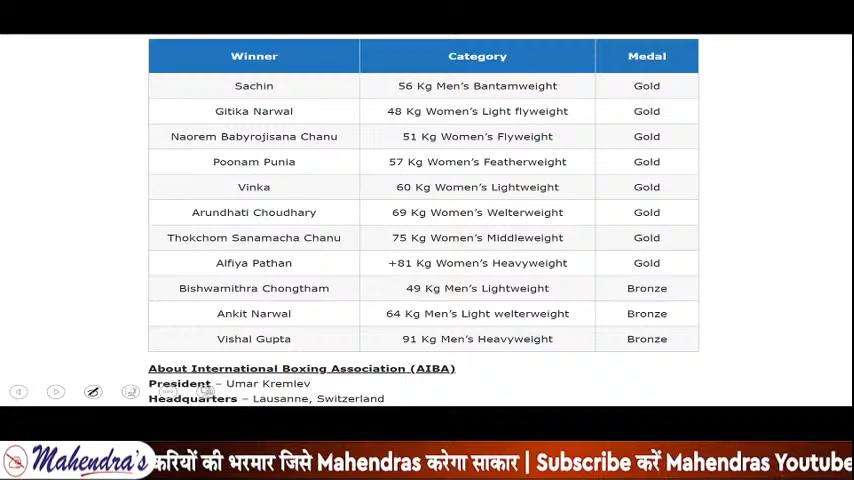 Winner Category Medal
Sachin 56 Kg Men's Bantamweight Gold
Gitika Narwal 48 Kg Women's Light flyweight Gold
Naorem Babyrojisana Chanu 51 Kg Women's Flyweight Gold
Poonam Punia 57 Kg Women's Featherweight Gold
Vinka 60 Kg Women's Lightweight Gold
Arundhati Choudhary 69 Kg Women's Welterweight Gold
Thokchom Sanamacha Chanu 75 Kg Women's Middleweight Gold
Alfiya Pathan +81 Kg Women's Heavyweight Gold
Bishwamithra Chongtham 49 Kg Men's Lightweight Bronze
Ankit Narwal 64 Kg Men's Light welterweight Bronze
Vishal Gupta 91 Kg Men's Heavyweight Bronze
About International Boxing Association (AIBA)
President – Umar Kremlev
Headquarters – Lausanne, Switzerland
Mahendra's करियों की भरमार जिसे Mahendras करेगा साकार | Subscribe करें Mahendras Youtube